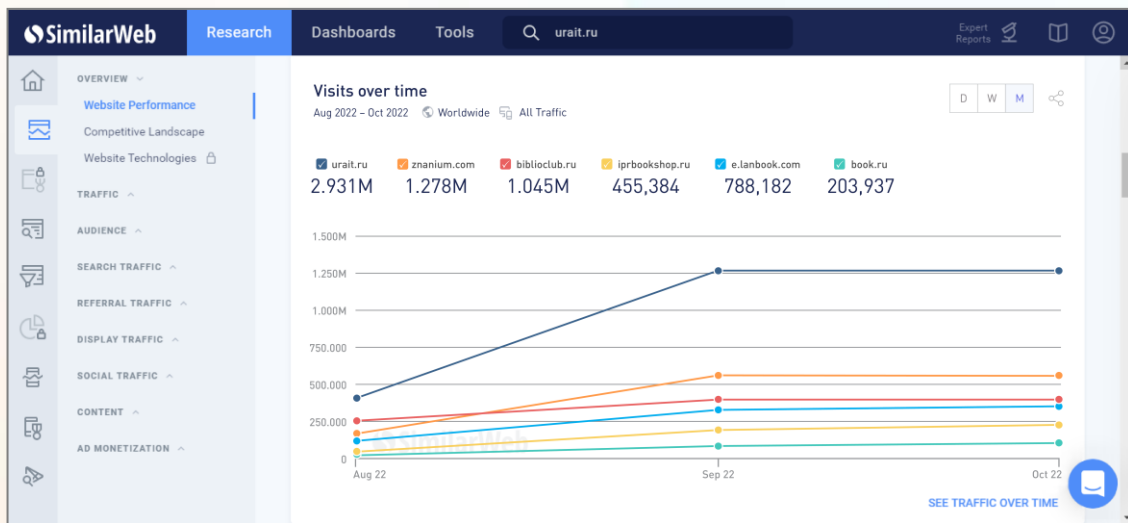 SimilarWeb Research Dashboards Tools urait.ru Expert Reports
OVERVIEW
Website Performance
Competitive Landscape
Website Technologies
TRAFFIC
AUDIENCE
SEARCH TRAFFIC
REFERRAL TRAFFIC
DISPLAY TRAFFIC
SOCIAL TRAFFIC
CONTENT
AD MONETIZATION
Visits over time
Aug 2022 – Oct 2022 Worldwide All Traffic
D W M
urait.ru znanium.com biblioclub.ru iprbookshop.ru e.lanbook.com book.ru
2.931M 1.278M 1.045M 455,384 788,182 203,937
1.500M
1.250M
1.000M
750.000
500.000
250.000
0
SimilarWeb
Aug 22 Sep 22 Oct 22
SEE TRAFFIC OVER TIME